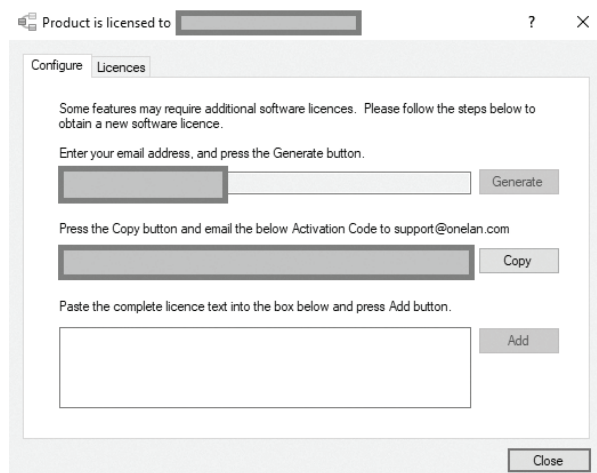 Product is licensed to
?
Configure
Licences
Some features may require additional software licences. Please follow the steps below to
obtain a new software licence.
Enter your email address, and press the Generate button.
Generate
Press the Copy button and email the below Activation Code to support@onelan.com
Copy
Paste the complete licence text into the box below and press Add button.
Add
Close